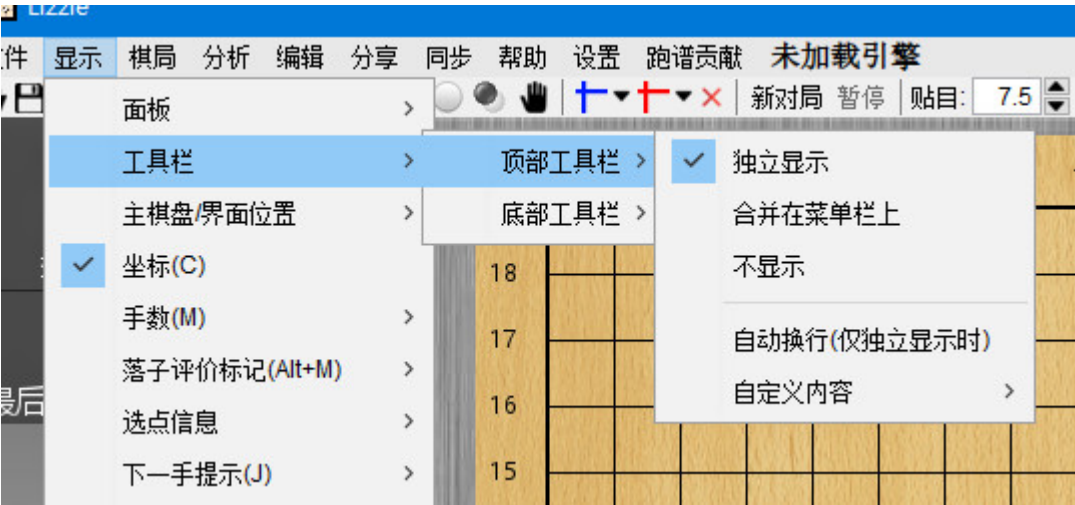 Lizzie
件 显示 棋局 分析 编辑 分享 同步 帮助 设置 跑谱贡献 未加载引擎
新对局 暂停 贴目: 7.5
面板
工具栏
顶部工具栏
独立显示
主棋盘/界面位置
底部工具栏
合并在菜单栏上
坐标(C)
18
不显示
手数(M)
17
自动换行(仅独立显示时)
落子评价标记(Alt+M)
最后
16
自定义内容
选点信息
下一手提示(J)
15